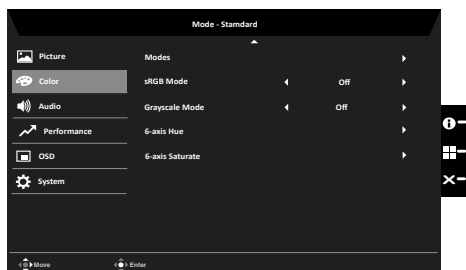 Mode - Standard
Picture
Modes
Color
sRGB Mode
Off
Audio
Grayscale Mode
Off
Performance
6-axis Hue
OSD
6-axis Saturate
System
Move
Enter